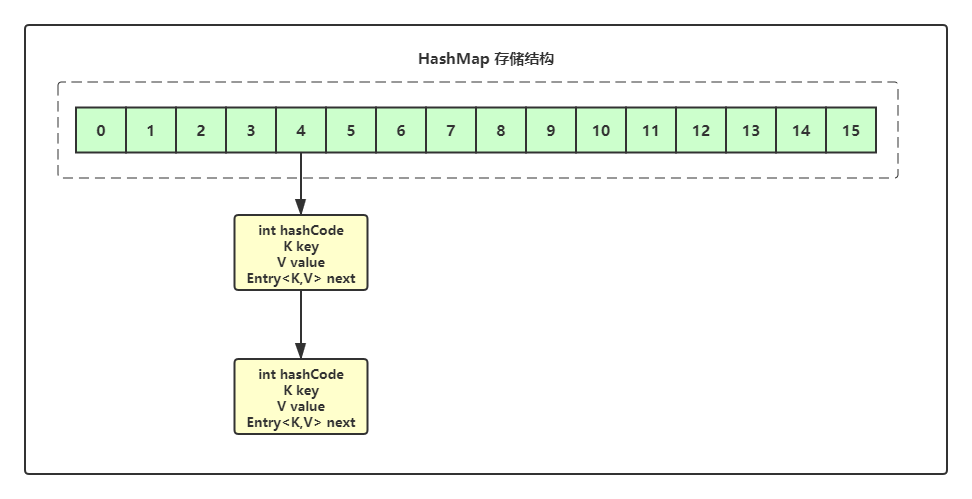 HashMap 存储结构
0 1 2 3 4 5 6 7 8 9 10 11 12 13 14 15
int hashCode
K key
V value
Entry<K,V> next
int hashCode
K key
V value
Entry<K,V> next